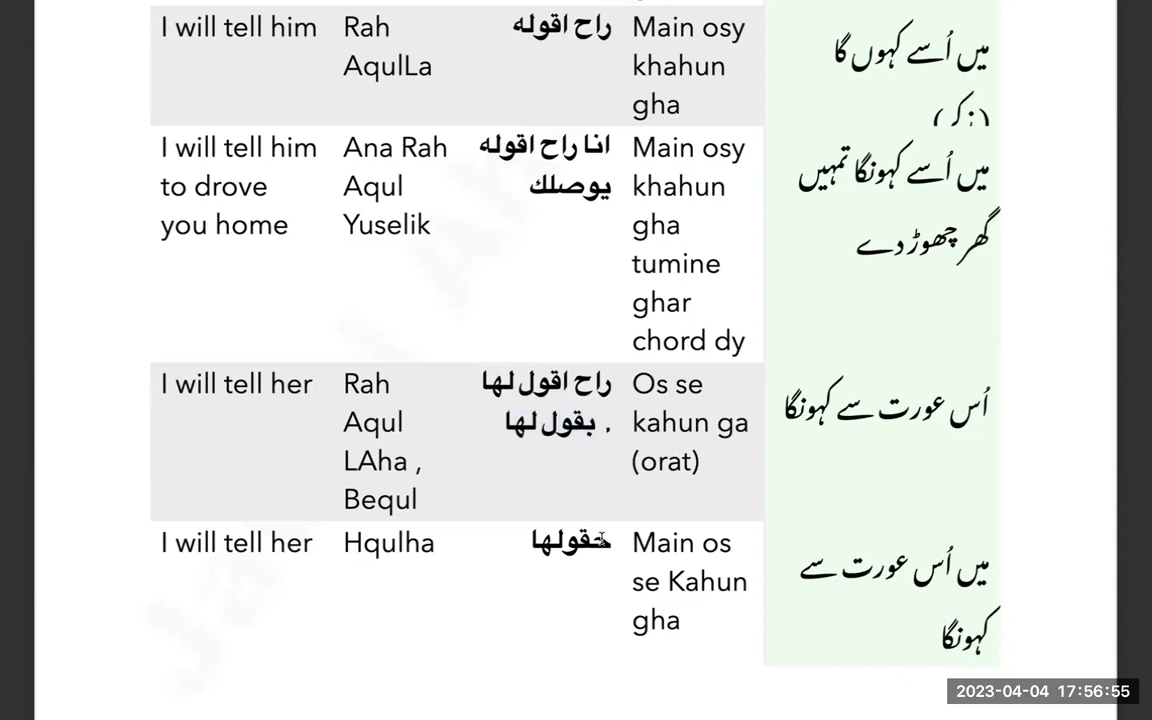 I will tell him
Rah
AqulLa
راح اقوله
Main osy
khahun
gha
میں اُسے کہوں گا
I will tell him
to drove
you home
Ana Rah
Aqul
Yuselik
انا راح اقوله
يوصلك
Main osy
khahun
gha
tumine
ghar
chord dy
میں اُسے کہونگا تمہیں
گھر چھوڑ دے
I will tell her
Rah
Aqul
LAha ,
Bequl
راح اقول لها
, بقول لها
Os se
kahun ga
(orat)
اُس عورت سے کہونگا
I will tell her
Hqulha
حقولها
Main os
se Kahun
gha
میں اُس عورت سے
کہونگا
2023-04-04 17:56:55